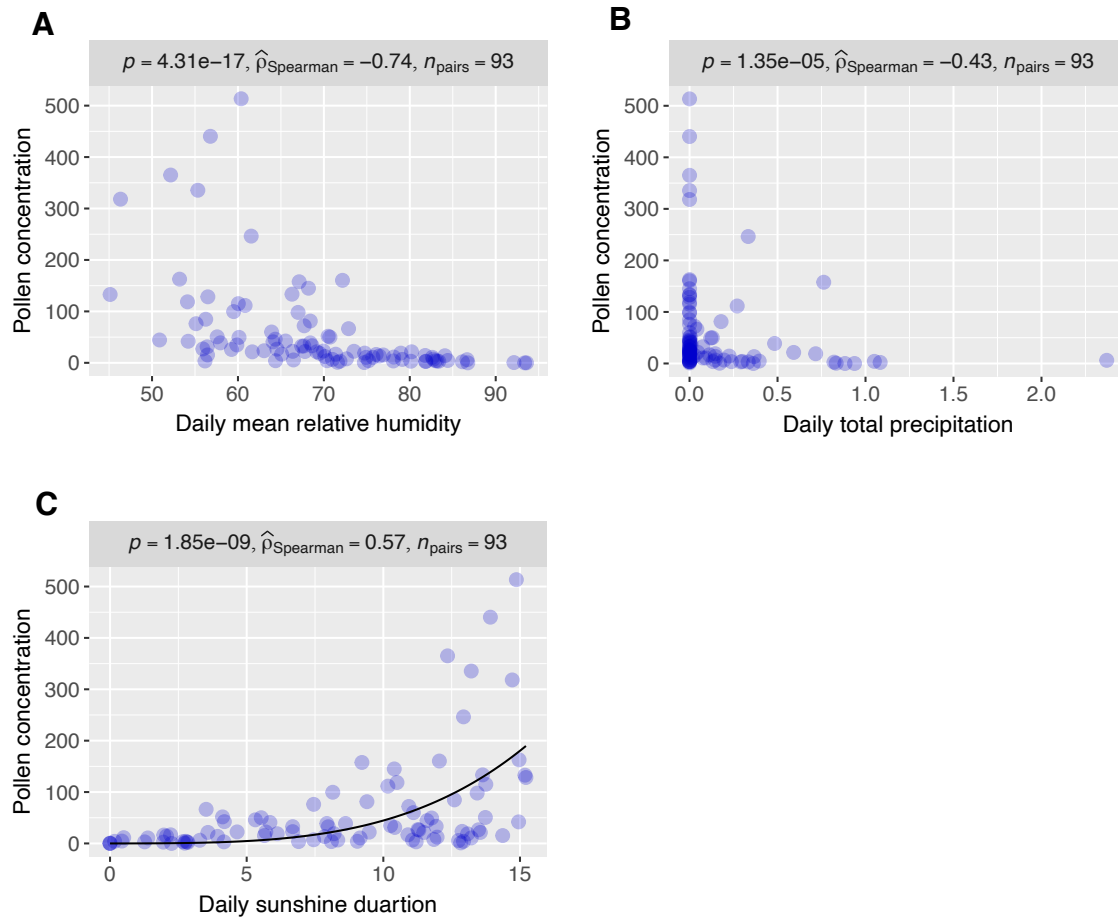 A
p = 4.31e−17, ρ̂Spearman = −0.74, npairs = 93
Pollen concentration
500
400
300
200
100
0
50 60 70 80 90
Daily mean relative humidity
B
p = 1.35e−05, ρ̂Spearman = −0.43, npairs = 93
Pollen concentration
500
400
300
200
100
0
0.0 0.5 1.0 1.5 2.0
Daily total precipitation
C
p = 1.85e−09, ρ̂Spearman = 0.57, npairs = 93
Pollen concentration
500
400
300
200
100
0
0 5 10 15
Daily sunshine duartion